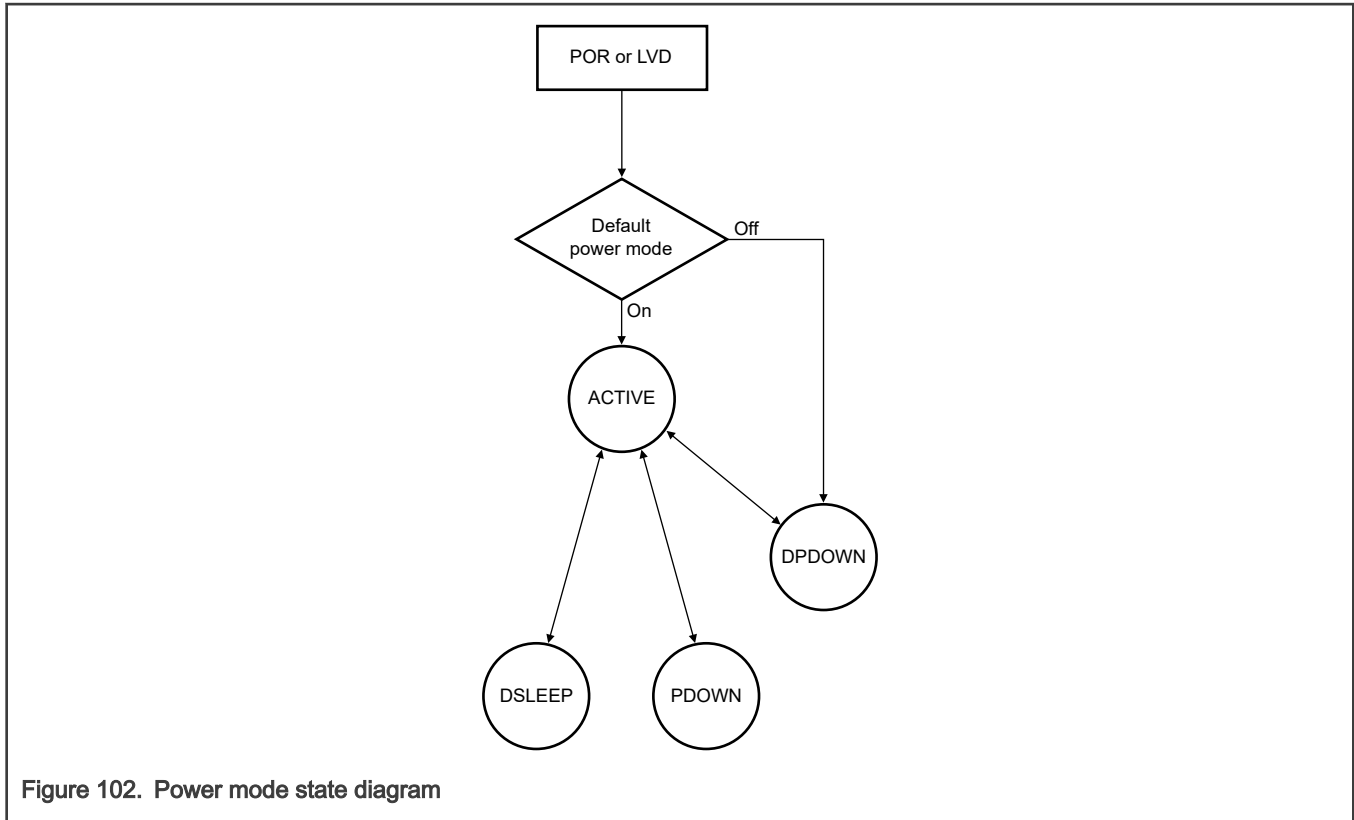 POR or LVD
Default
power mode
Off
On
ACTIVE
DPDOWN
DSLEEP
PDOWN
Figure 102. Power mode state diagram